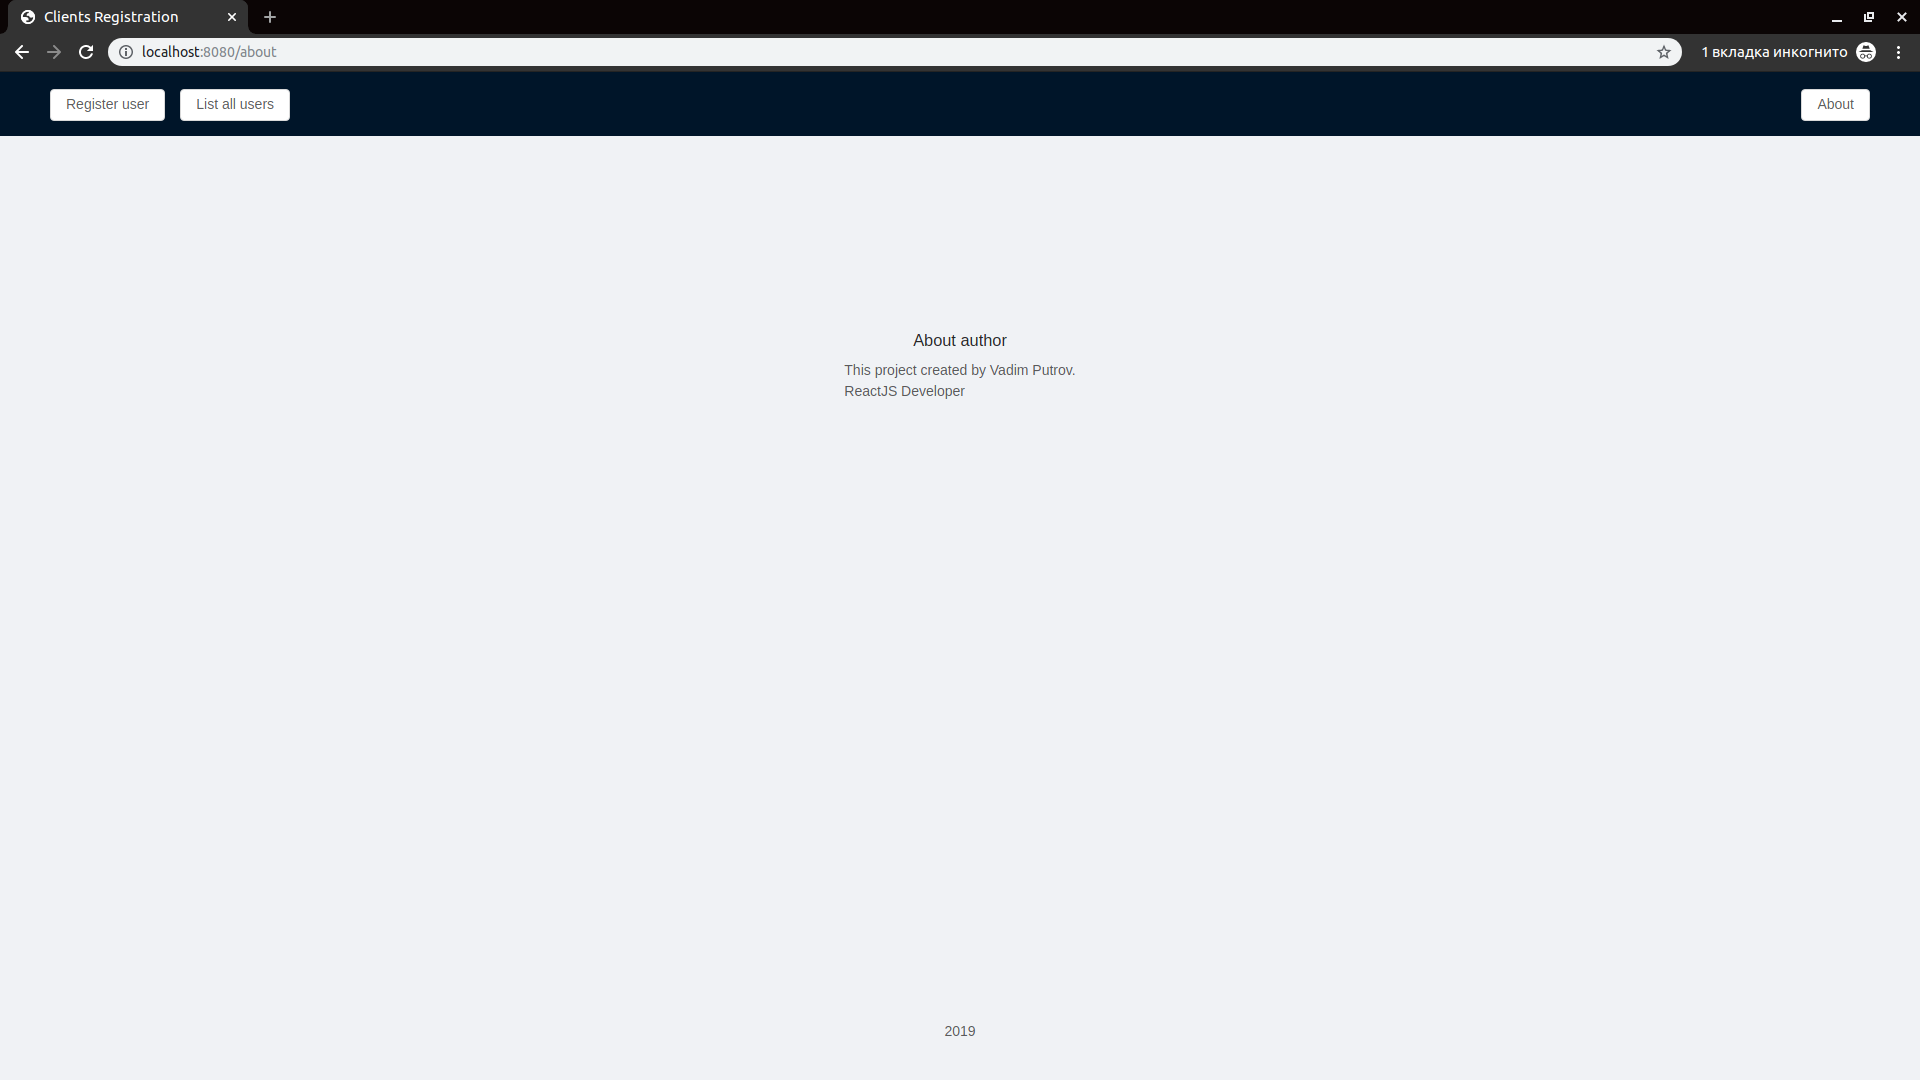 Clients Registration
localhost:8080/about
1 вкладка инкогнито
Register user
List all users
About
About author
This project created by Vadim Putrov.
ReactJS Developer
2019